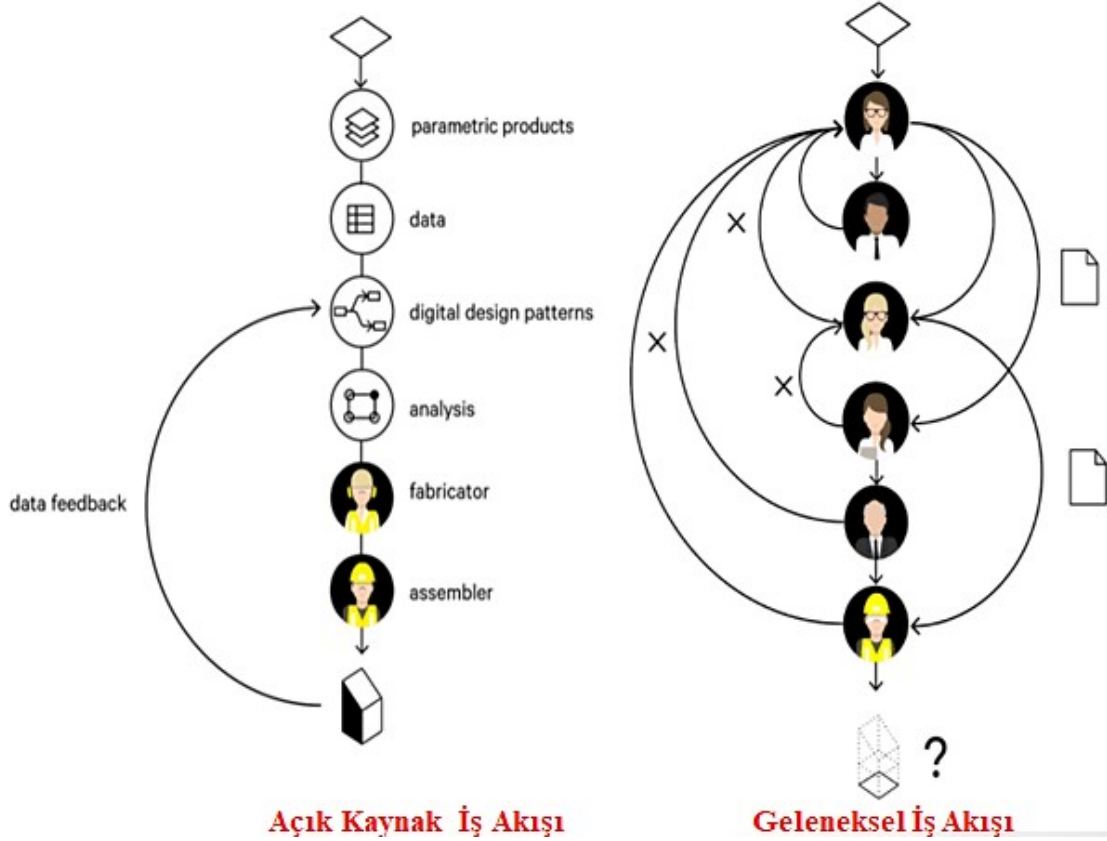 parametric products
data
digital design patterns
analysis
data feedback
fabricator
assembler
X
X
X
?
Açık Kaynak İş Akışı
Geleneksel İş Akışı